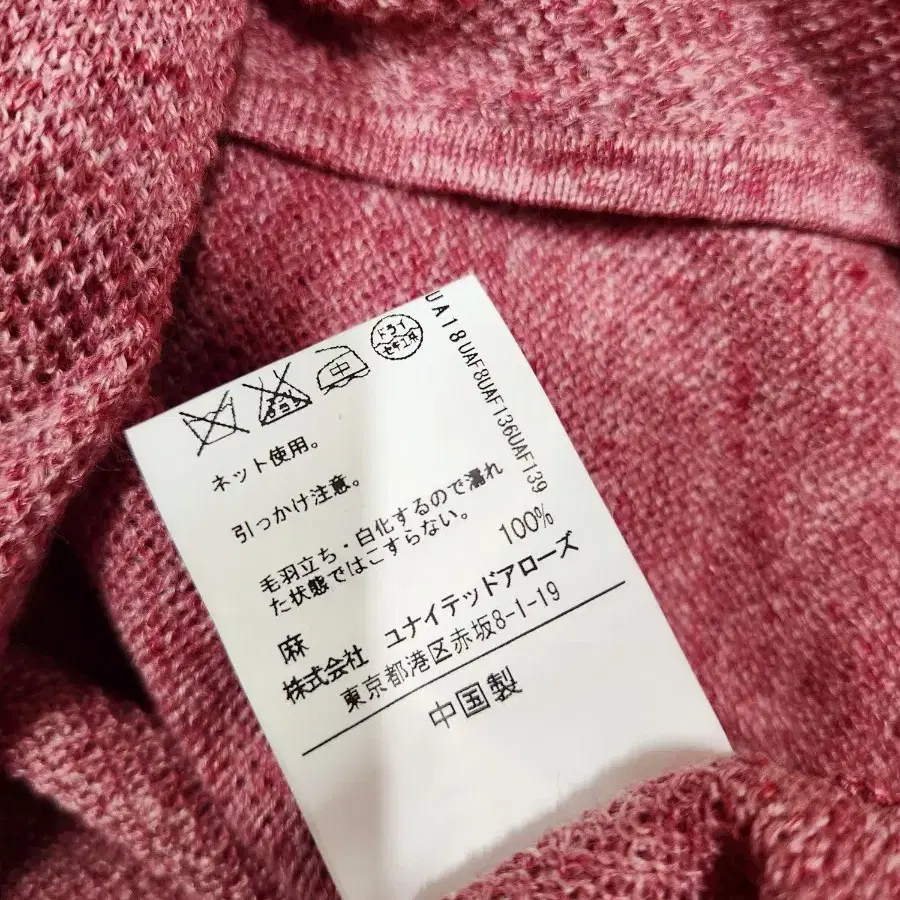 UA18UAF8UAF136UAF139
中
ドライ
セキユ系
ネット使用。
引っかけ注意。
毛羽立ち・白化するので濡れ
た状態ではこすらない。
麻 100%
株式会社 ユナイテッドアローズ
東京都港区赤坂8-1-19
中国製